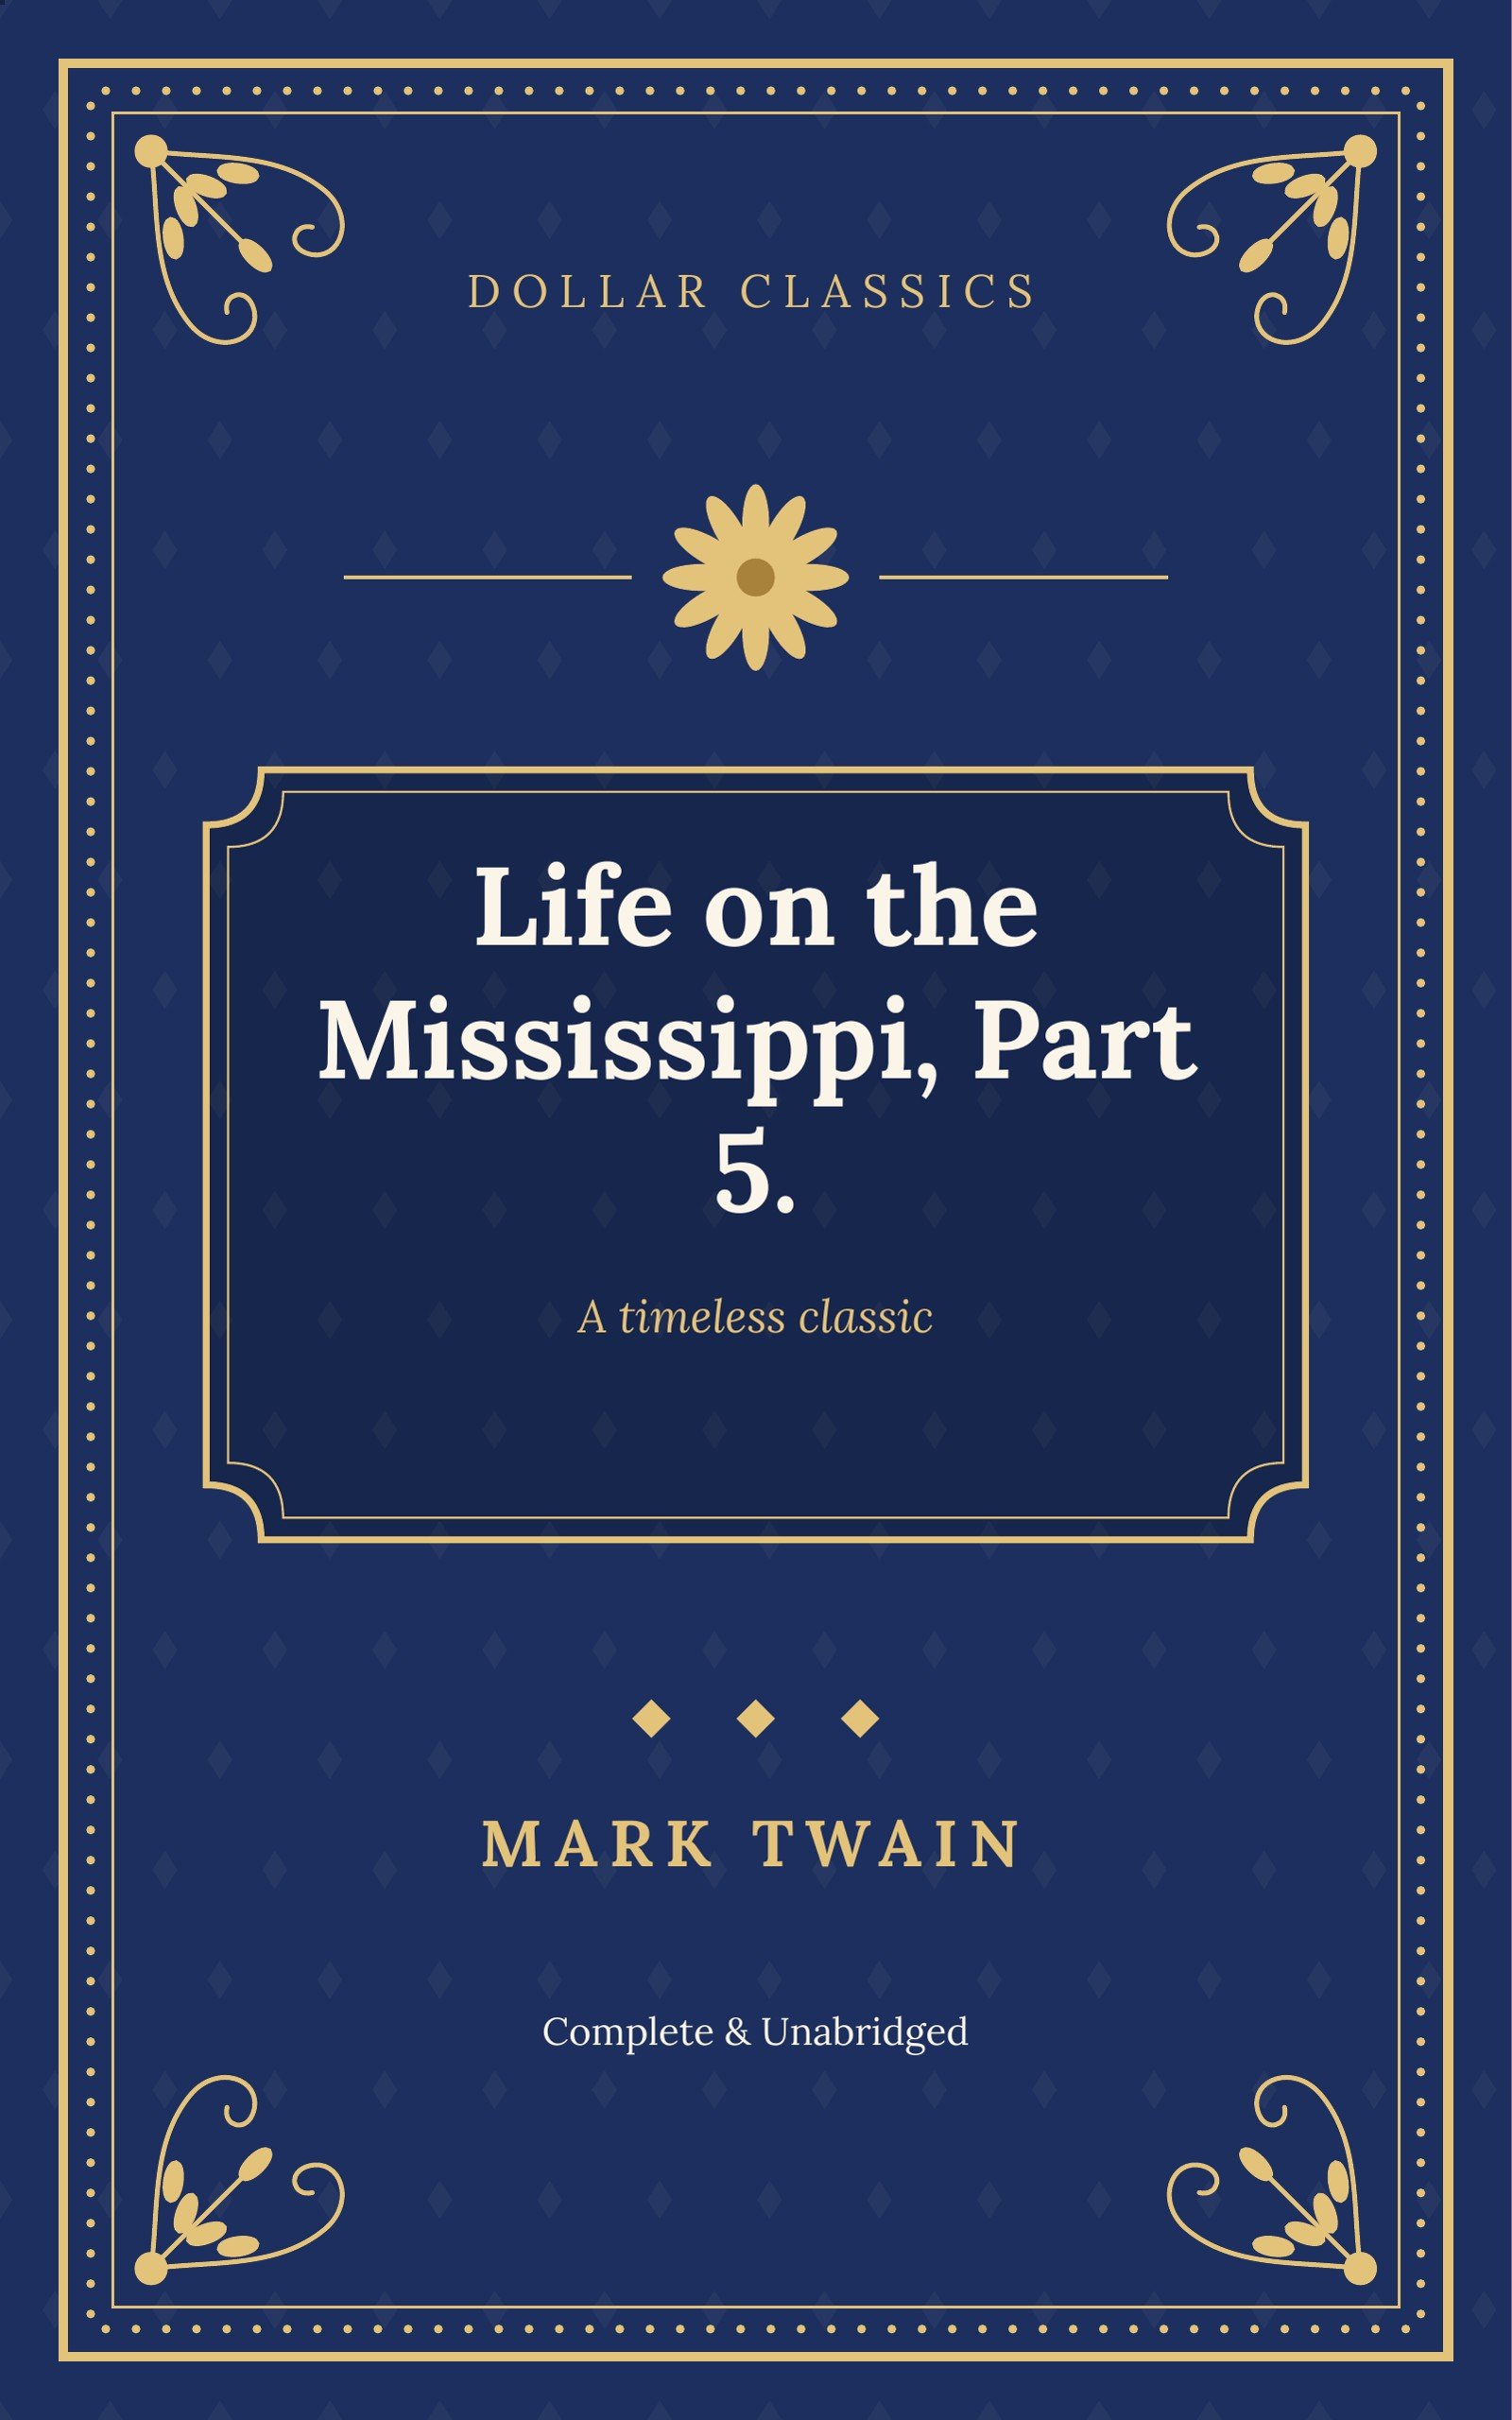 DOLLAR CLASSICS
Life on the
Mississippi, Part
5.
A timeless classic
MARK TWAIN
Complete & Unabridged